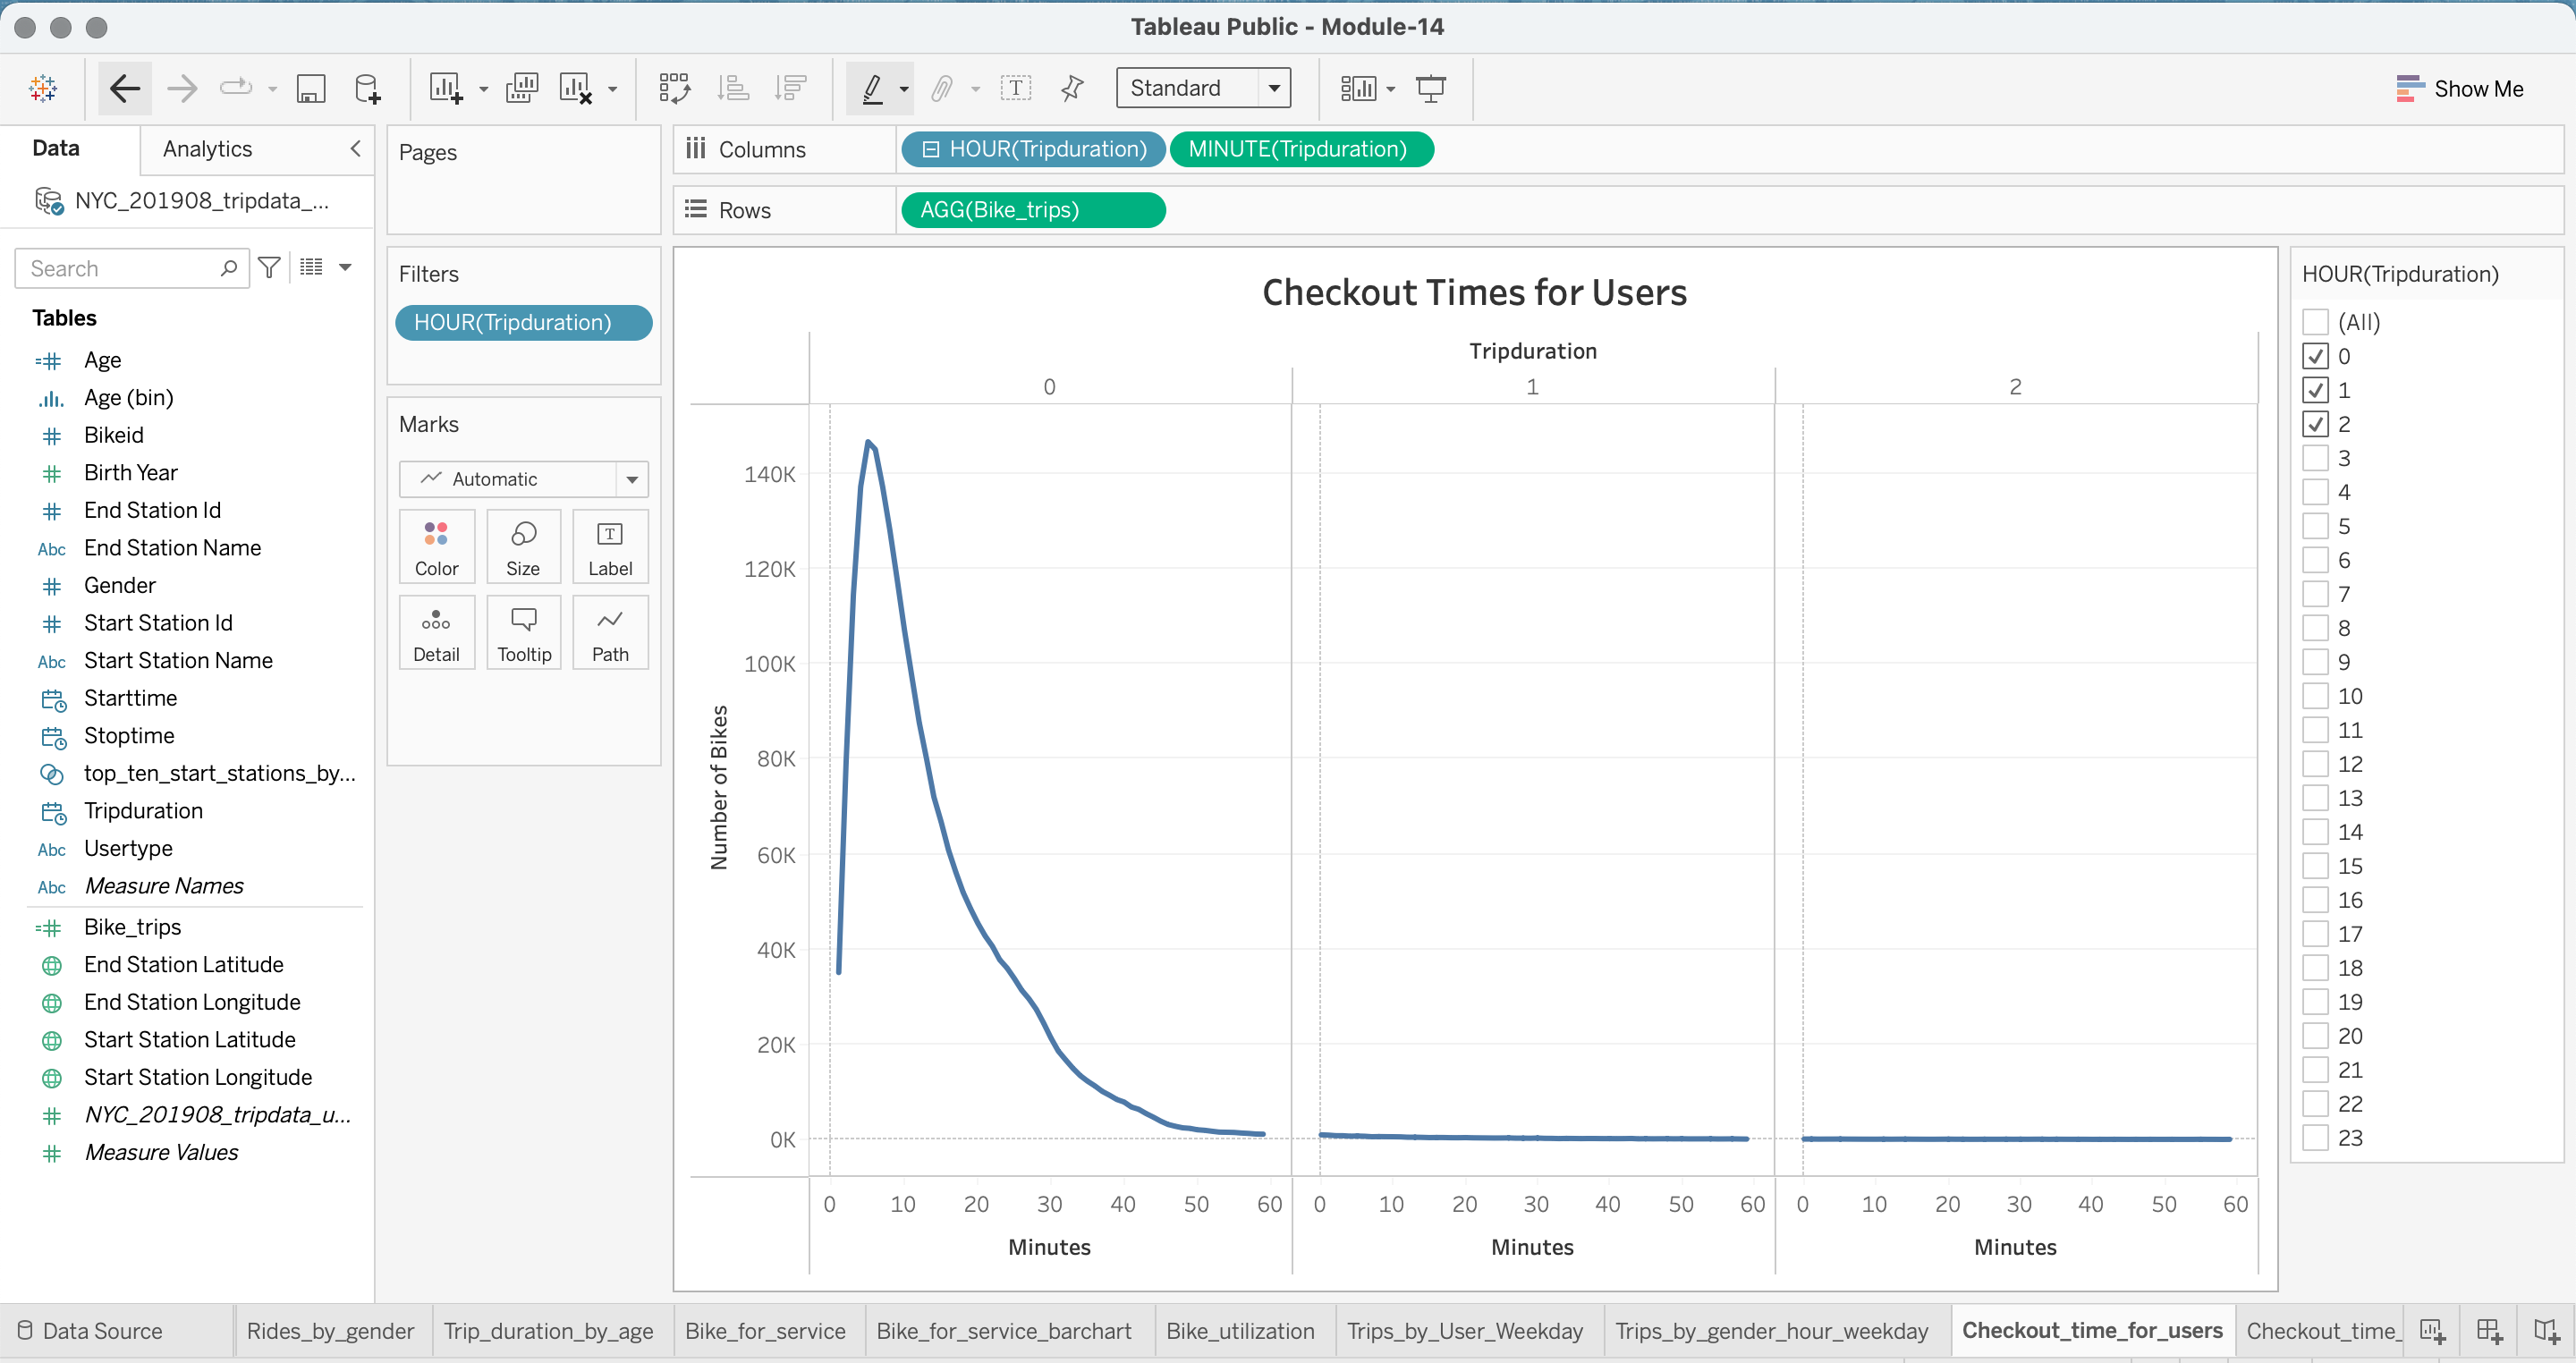 Tableau Public - Module-14
Standard
Show Me
Data
Analytics
NYC_201908_tripdata_...
Search
Tables
Age
Age (bin)
Bikeid
Birth Year
End Station Id
Abc End Station Name
Gender
Start Station Id
Abc Start Station Name
Starttime
Stoptime
top_ten_start_stations_by...
Tripduration
Abc Usertype
Abc Measure Names
Bike_trips
End Station Latitude
End Station Longitude
Start Station Latitude
Start Station Longitude
NYC_201908_tripdata_u...
Measure Values
Pages
Filters
HOUR(Tripduration)
Marks
Automatic
Color Size Label
Detail Tooltip Path
Columns HOUR(Tripduration) MINUTE(Tripduration)
Rows AGG(Bike_trips)
Checkout Times for Users
Tripduration
0 1 2
Number of Bikes
140K
120K
100K
80K
60K
40K
20K
0K
0 10 20 30 40 50 60 0 10 20 30 40 50 60 0 10 20 30 40 50 60
Minutes Minutes Minutes
HOUR(Tripduration)
(All)
0
1
2
3
4
5
6
7
8
9
10
11
12
13
14
15
16
17
18
19
20
21
22
23
Data Source Rides_by_gender Trip_duration_by_age Bike_for_service Bike_for_service_barchart Bike_utilization Trips_by_User_Weekday Trips_by_gender_hour_weekday Checkout_time_for_users Checkout_time_